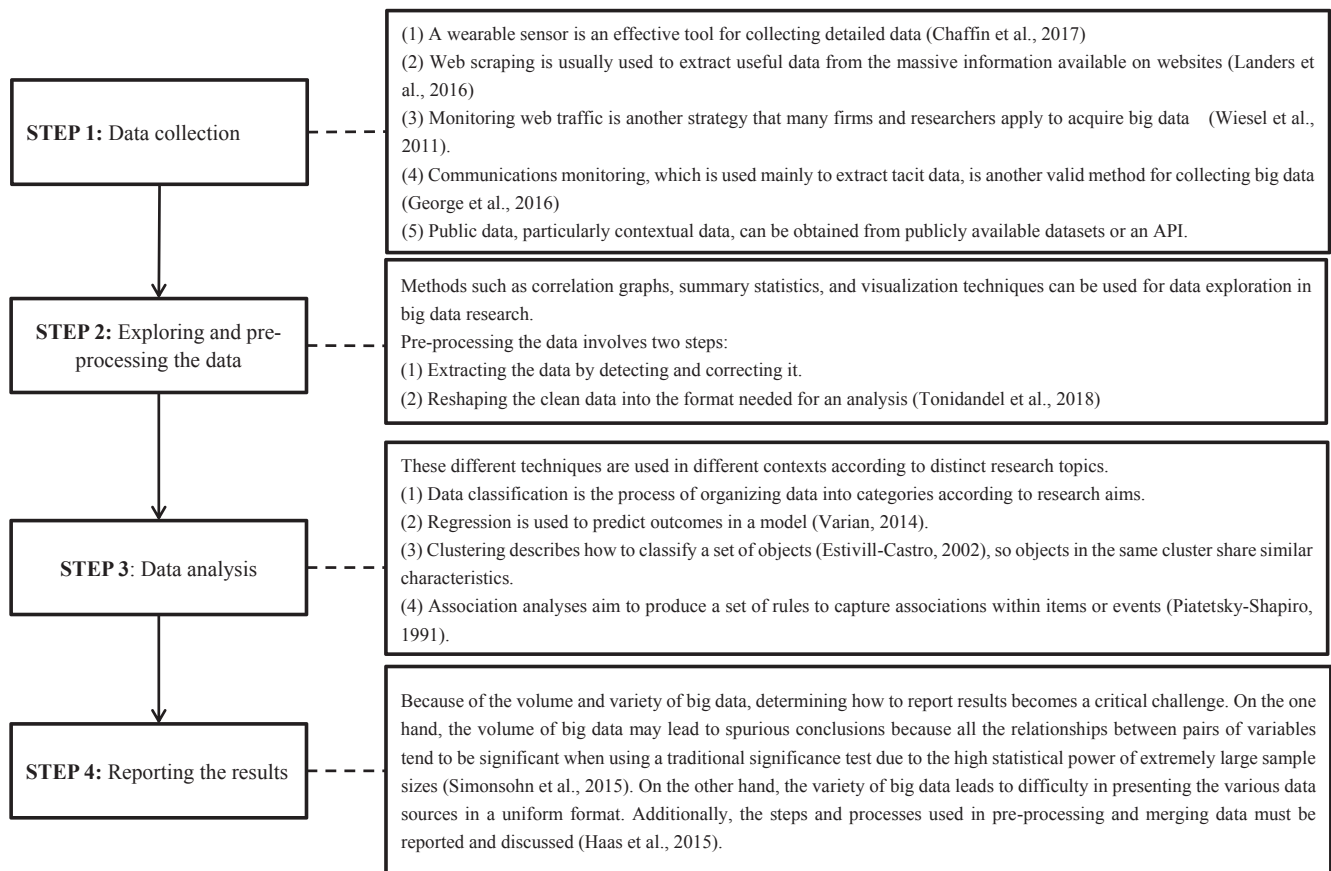 STEP 1: Data collection
(1) A wearable sensor is an effective tool for collecting detailed data (Chaffin et al., 2017)
(2) Web scraping is usually used to extract useful data from the massive information available on websites (Landers et
al., 2016)
(3) Monitoring web traffic is another strategy that many firms and researchers apply to acquire big data (Wiesel et al.,
2011).
(4) Communications monitoring, which is used mainly to extract tacit data, is another valid method for collecting big data
(George et al., 2016)
(5) Public data, particularly contextual data, can be obtained from publicly available datasets or an API.
STEP 2: Exploring and pre-
processing the data
Methods such as correlation graphs, summary statistics, and visualization techniques can be used for data exploration in
big data research.
Pre-processing the data involves two steps:
(1) Extracting the data by detecting and correcting it.
(2) Reshaping the clean data into the format needed for an analysis (Tonidandel et al., 2018)
STEP 3: Data analysis
These different techniques are used in different contexts according to distinct research topics.
(1) Data classification is the process of organizing data into categories according to research aims.
(2) Regression is used to predict outcomes in a model (Varian, 2014).
(3) Clustering describes how to classify a set of objects (Estivill-Castro, 2002), so objects in the same cluster share similar
characteristics.
(4) Association analyses aim to produce a set of rules to capture associations within items or events (Piatetsky-Shapiro,
1991).
STEP 4: Reporting the results
Because of the volume and variety of big data, determining how to report results becomes a critical challenge. On the one
hand, the volume of big data may lead to spurious conclusions because all the relationships between pairs of variables
tend to be significant when using a traditional significance test due to the high statistical power of extremely large sample
sizes (Simonsohn et al., 2015). On the other hand, the variety of big data leads to difficulty in presenting the various data
sources in a uniform format. Additionally, the steps and processes used in pre-processing and merging data must be
reported and discussed (Haas et al., 2015).